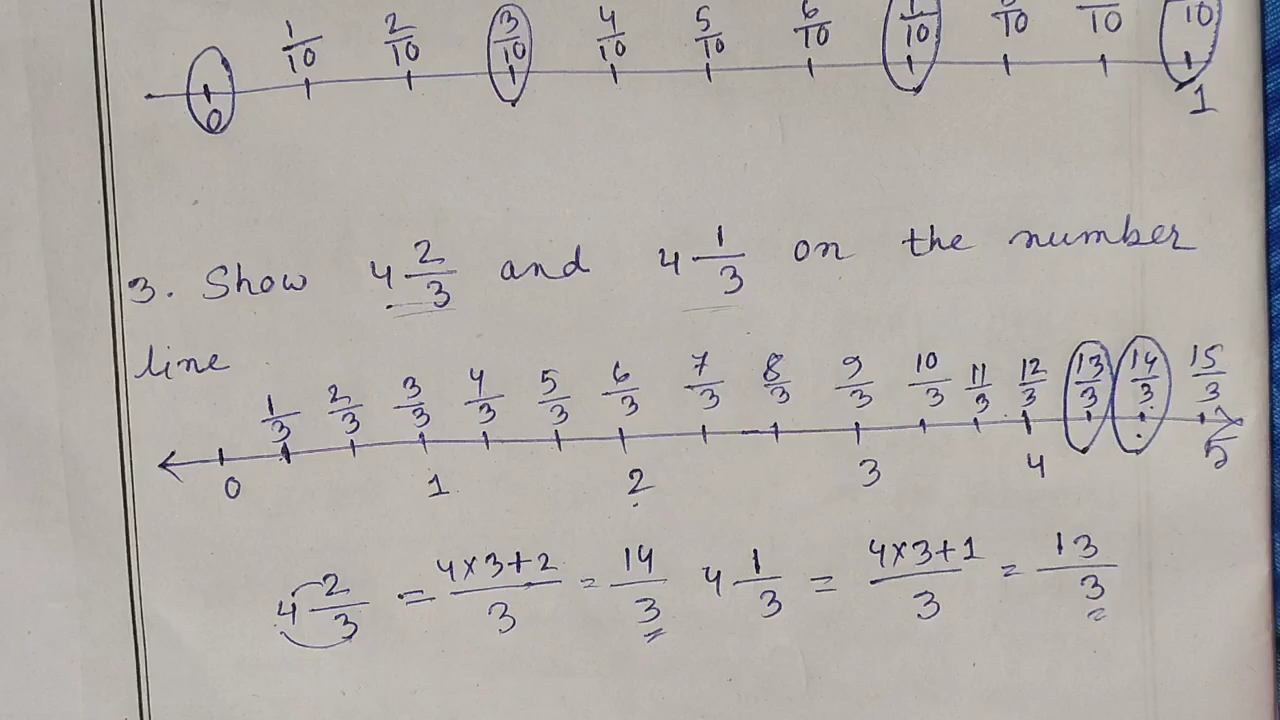 1/10 2/10 3/10 4/10 5/10 6/10 /10 /10 /10 10
0 1
3. Show 4 2/3 and 4 1/3 on the number
line
1/3 2/3 3/3 4/3 5/3 6/3 7/3 8/3 9/3 10/3 11/3 12/3 13/3 14/3 15/3
0 1 2 3 4 5
4 2/3 = 4×3+2/3 = 14/3 4 1/3 = 4×3+1/3 = 13/3